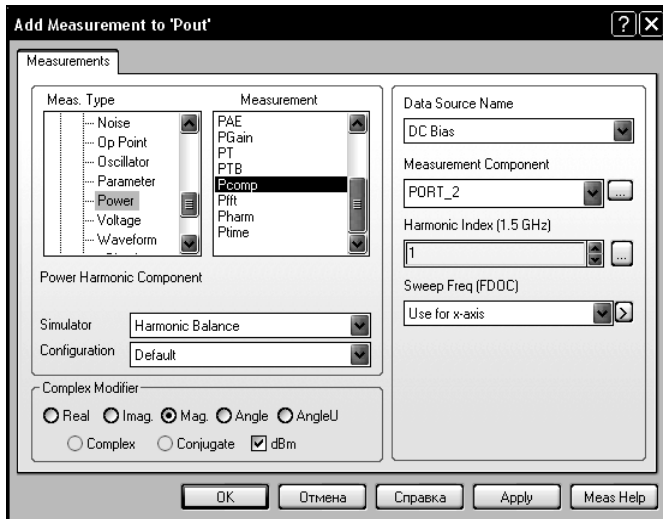 Add Measurement to 'Pout'
Measurements
Meas. Type
Noise
Op Point
Oscillator
Parameter
Power
Voltage
Waveform
Measurement
PAE
PGain
PT
PTB
Pcomp
Pfft
Pharm
Ptime
Power Harmonic Component
Simulator Harmonic Balance
Configuration Default
Complex Modifier
Real Imag. Mag. Angle AngleU
Complex Conjugate dBm
Data Source Name
DC Bias
Measurement Component
PORT_2 ...
Harmonic Index (1.5 GHz)
1 ...
Sweep Freq (FDOC)
Use for x-axis >
OK Отмена Справка Apply Meas Help